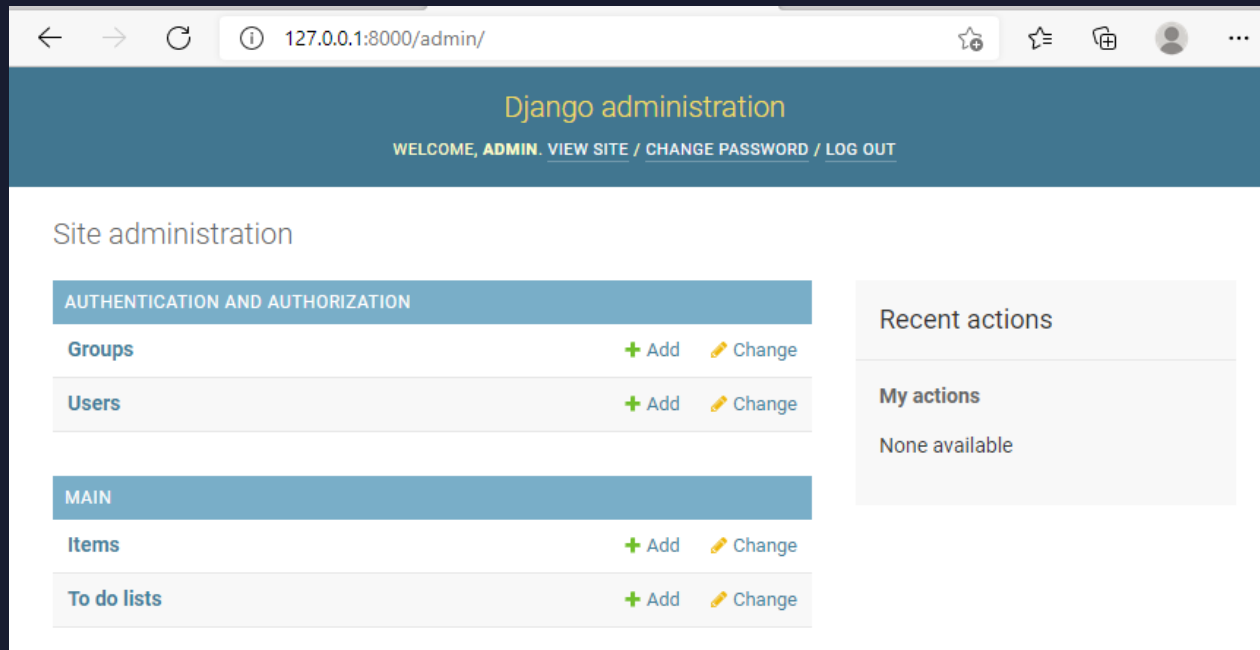 127.0.0.1:8000/admin/
Django administration
WELCOME, ADMIN. VIEW SITE / CHANGE PASSWORD / LOG OUT
Site administration
AUTHENTICATION AND AUTHORIZATION
Groups + Add Change
Users + Add Change
MAIN
Items + Add Change
To do lists + Add Change
Recent actions
My actions
None available